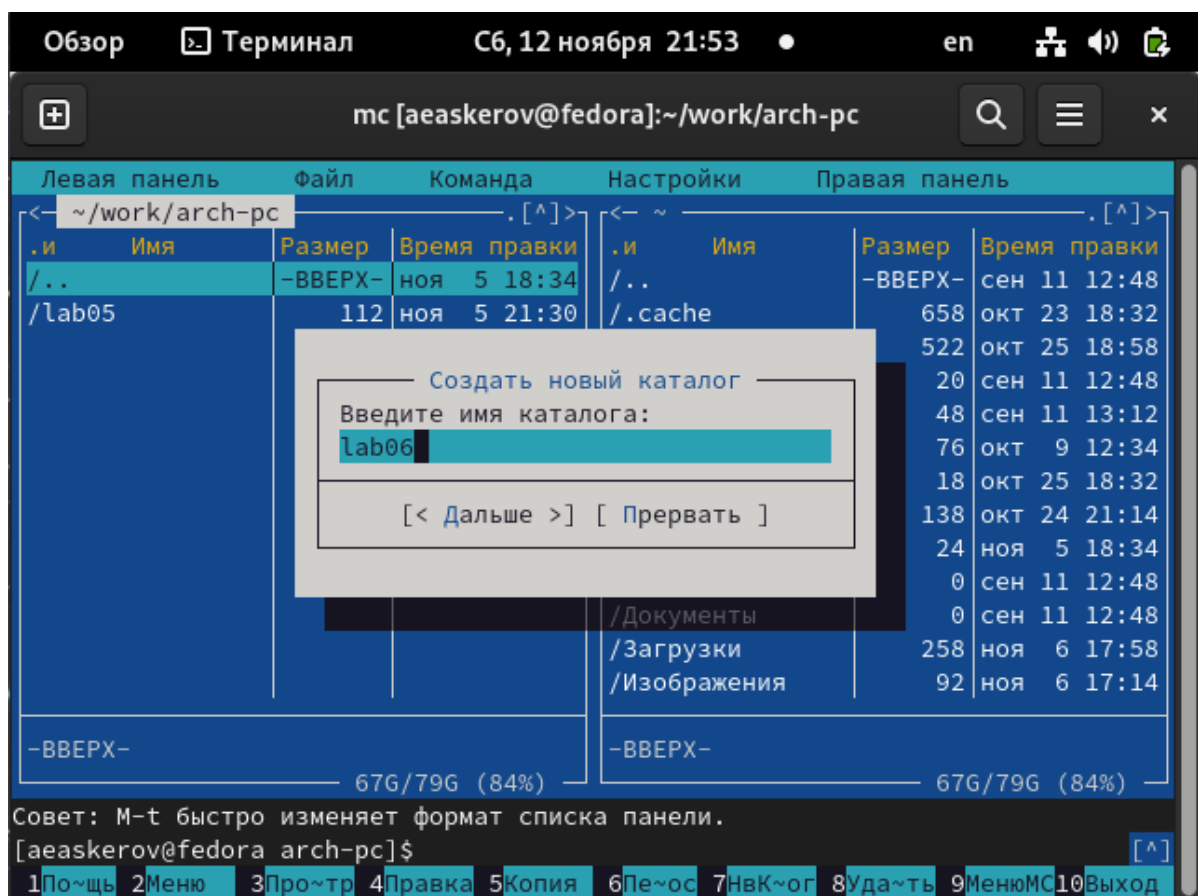 Обзор Терминал Сб, 12 ноября 21:53 en
mc [aeaskerov@fedora]:~/work/arch-pc
Левая панель Файл Команда Настройки Правая панель
<- ~/work/arch-pc .[^]> <- ~ .[^]>
.и Имя Размер Время правки .и Имя Размер Время правки
/.. -ВВЕРХ- ноя 5 18:34 /.. -ВВЕРХ- сен 11 12:48
/lab05 112 ноя 5 21:30 /.cache 658 окт 23 18:32
522 окт 25 18:58
Создать новый каталог 20 сен 11 12:48
Введите имя каталога: 48 сен 11 13:12
lab06 76 окт 9 12:34
18 окт 25 18:32
[< Дальше >] [ Прервать ] 138 окт 24 21:14
24 ноя 5 18:34
0 сен 11 12:48
/Документы 0 сен 11 12:48
/Загрузки 258 ноя 6 17:58
/Изображения 92 ноя 6 17:14
-ВВЕРХ- -ВВЕРХ-
67G/79G (84%) 67G/79G (84%)
Совет: M-t быстро изменяет формат списка панели.
[aeaskerov@fedora arch-pc]$ [^]
1По~щь 2Меню 3Про~тр 4Правка 5Копия 6Пе~ос 7НвК~ог 8Уда~ть 9МенюMC10Выход